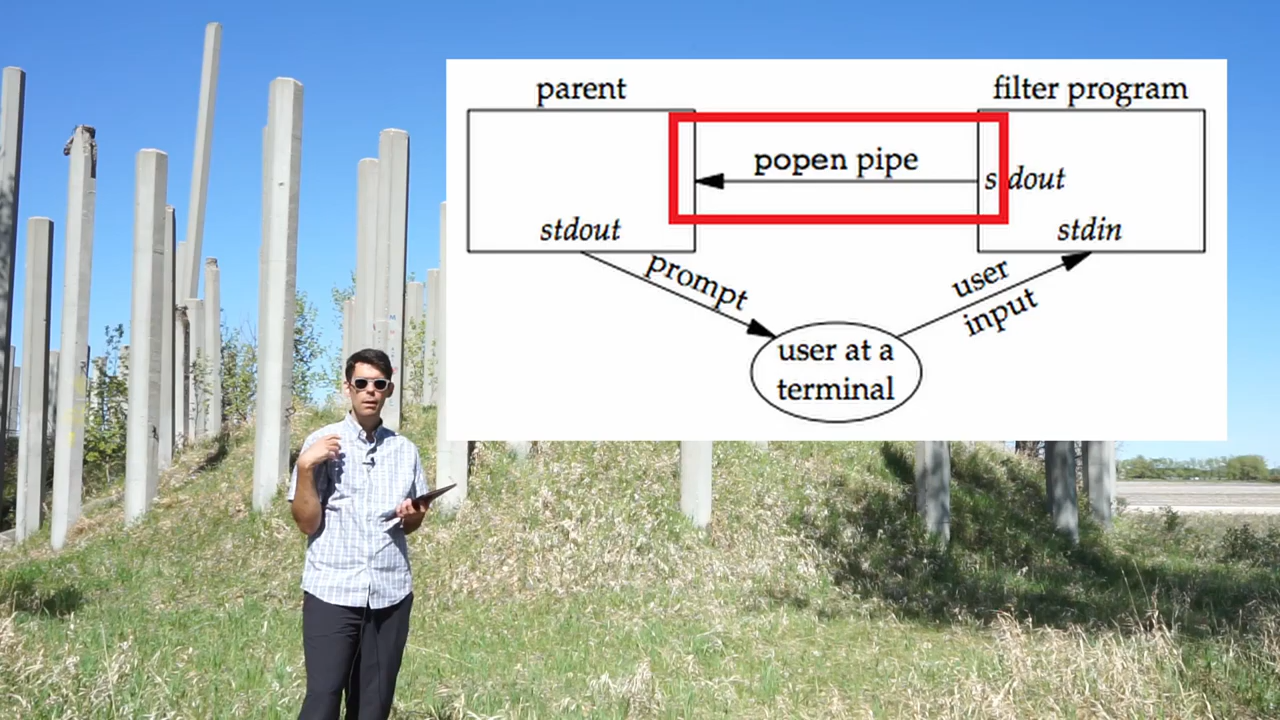 parent
filter program
popen pipe
stdout
stdout
stdin
prompt
user
input
user at a
terminal